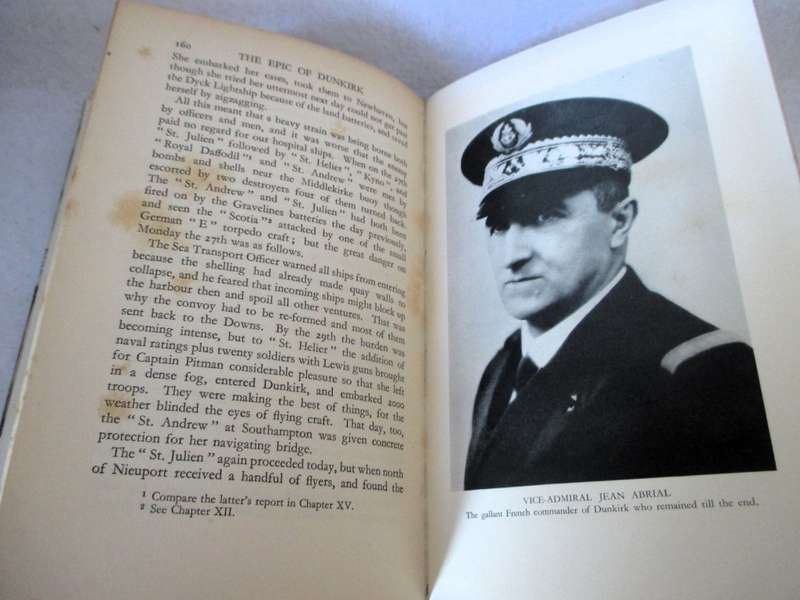 160
THE EPIC OF DUNKIRK
She embarked her cases, took them to Newhaven, but
though she tried her uttermost next day could not get past
the Dyck Lightship because of the land batteries, and saved
herself by zigzagging.
All this meant that a heavy strain was being borne both
by officers and men, and it was worse that the enemy
paid no regard for our hospital ships. When on the 27th
"St. Julien" followed by "St. Helier", "Kyno", and
"Royal Daffodil"¹ and "St. Andrew" were met by
bombs and shells near the Middlekirke buoy though
escorted by two destroyers four of them turned back.
The "St. Andrew" and "St. Julien" had both been
fired on by the Gravelines batteries the day previously,
and seen the "Scotia"² attacked by one of the small
German "E" torpedo craft; but the great danger on
Monday the 27th was as follows.
The Sea Transport Officer warned all ships from entering
because the shelling had already made quay walls to
collapse, and he feared that incoming ships might block up
the harbour then and spoil all other ventures. That was
why the convoy had to be re-formed and most of them
sent back to the Downs. By the 29th the burden was
becoming intense, but to "St. Helier" the addition of
naval ratings plus twenty soldiers with Lewis guns brought
for Captain Pitman considerable pleasure so that she left
in a dense fog, entered Dunkirk, and embarked 2000
troops. They were making the best of things, for the
weather blinded the eyes of flying craft. That day, too,
the "St. Andrew" at Southampton was given concrete
protection for her navigating bridge.
The "St. Julien" again proceeded today, but when north
of Nieuport received a handful of flyers, and found the
¹ Compare the latter's report in Chapter XV.
² See Chapter XII.
VICE-ADMIRAL JEAN ABRIAL
The gallant French commander of Dunkirk who remained till the end.